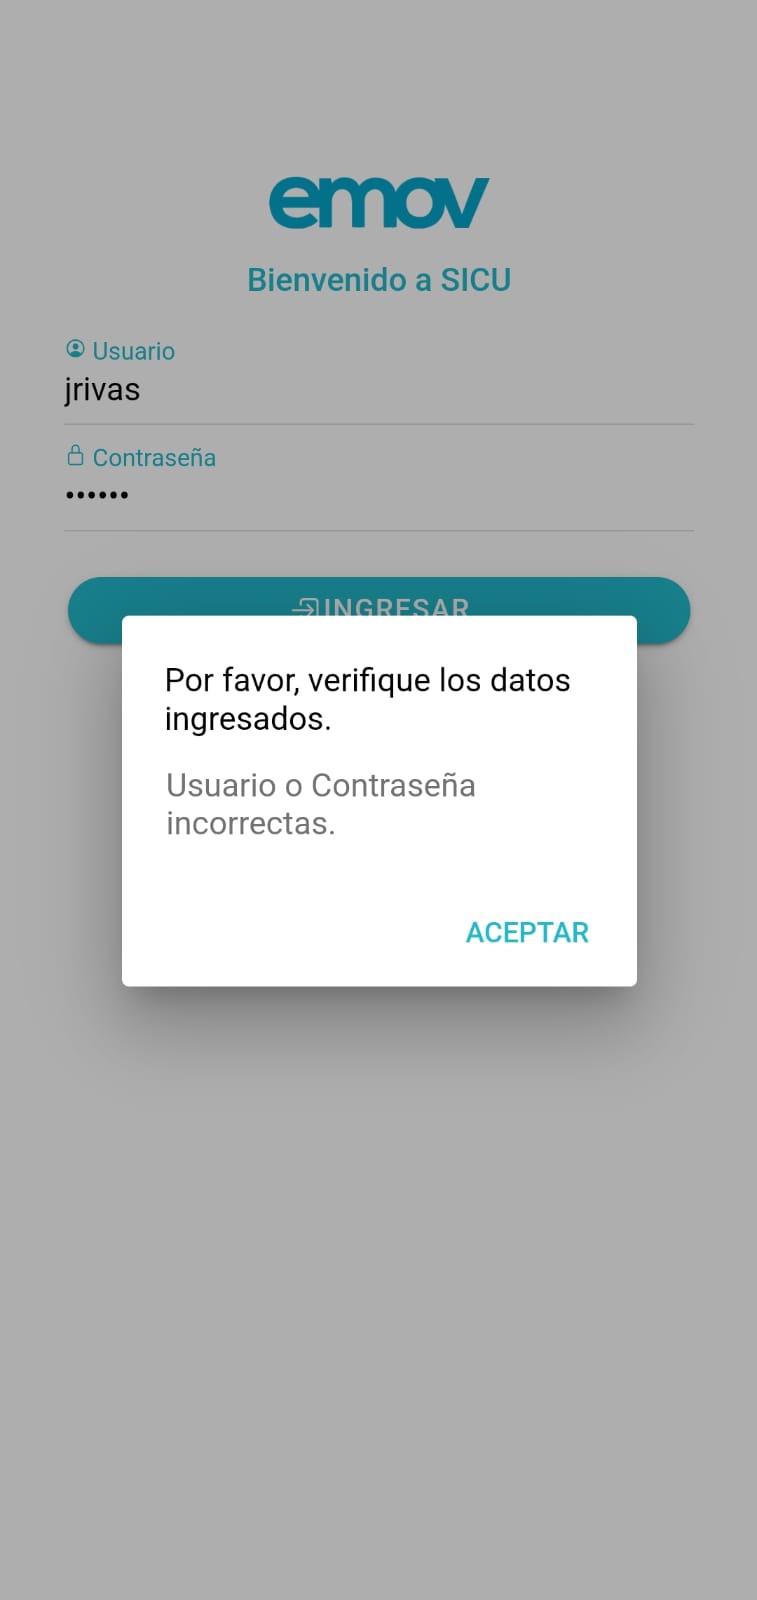 emov
Bienvenido a SICU
Usuario
jrivas
Contraseña
••••••
INGRESAR
Por favor, verifique los datos
ingresados.
Usuario o Contraseña
incorrectas.
ACEPTAR